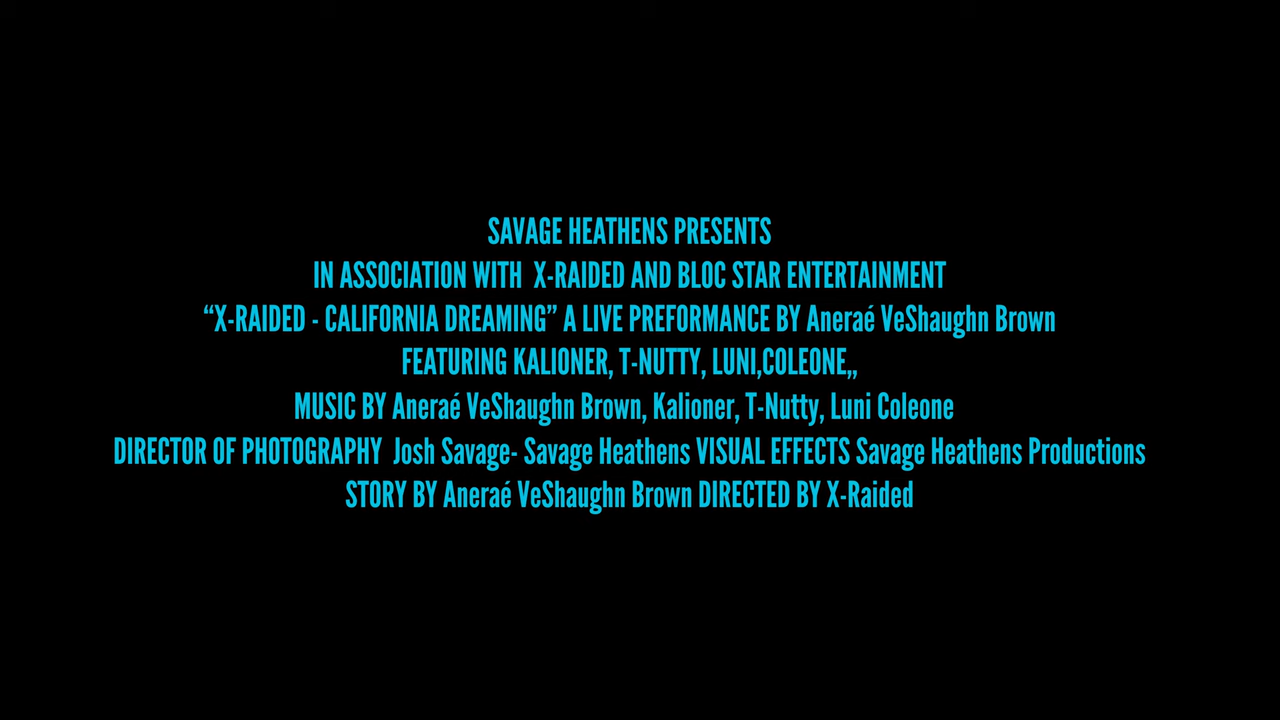 SAVAGE HEATHENS PRESENTS
IN ASSOCIATION WITH  X-RAIDED AND BLOC STAR ENTERTAINMENT
“X-RAIDED - CALIFORNIA DREAMING” A LIVE PREFORMANCE BY Aneraé VeShaughn Brown
FEATURING KALIONER, T-NUTTY, LUNI,COLEONE,,
MUSIC BY Aneraé VeShaughn Brown, Kalioner, T-Nutty, Luni Coleone
DIRECTOR OF PHOTOGRAPHY  Josh Savage- Savage Heathens VISUAL EFFECTS Savage Heathens Productions
STORY BY Aneraé VeShaughn Brown DIRECTED BY X-Raided